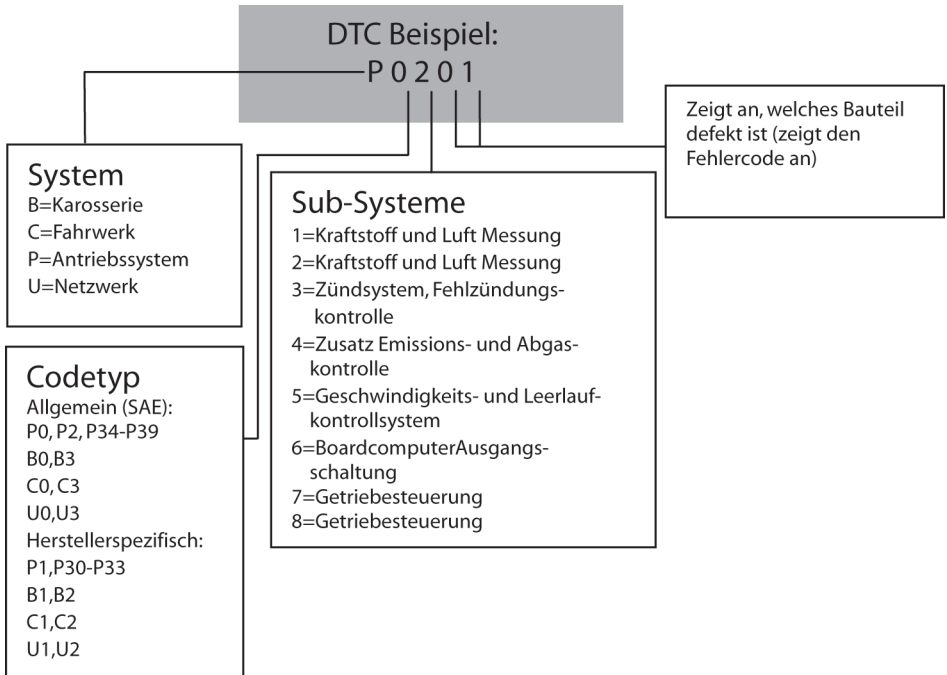 DTC Beispiel:
P 0 2 0 1
Zeigt an, welches Bauteil
defekt ist (zeigt den
Fehlercode an)
System
B=Karosserie
C=Fahrwerk
P=Antriebssystem
U=Netzwerk
Sub-Systeme
1=Kraftstoff und Luft Messung
2=Kraftstoff und Luft Messung
3=Zündsystem, Fehlzündungs-
kontrolle
4=Zusatz Emissions- und Abgas-
kontrolle
5=Geschwindigkeits- und Leerlauf-
kontrollsystem
6=BoardcomputerAusgangs-
schaltung
7=Getriebesteuerung
8=Getriebesteuerung
Codetyp
Allgemein (SAE):
P0, P2, P34-P39
B0,B3
C0, C3
U0,U3
Herstellerspezifisch:
P1,P30-P33
B1,B2
C1,C2
U1,U2